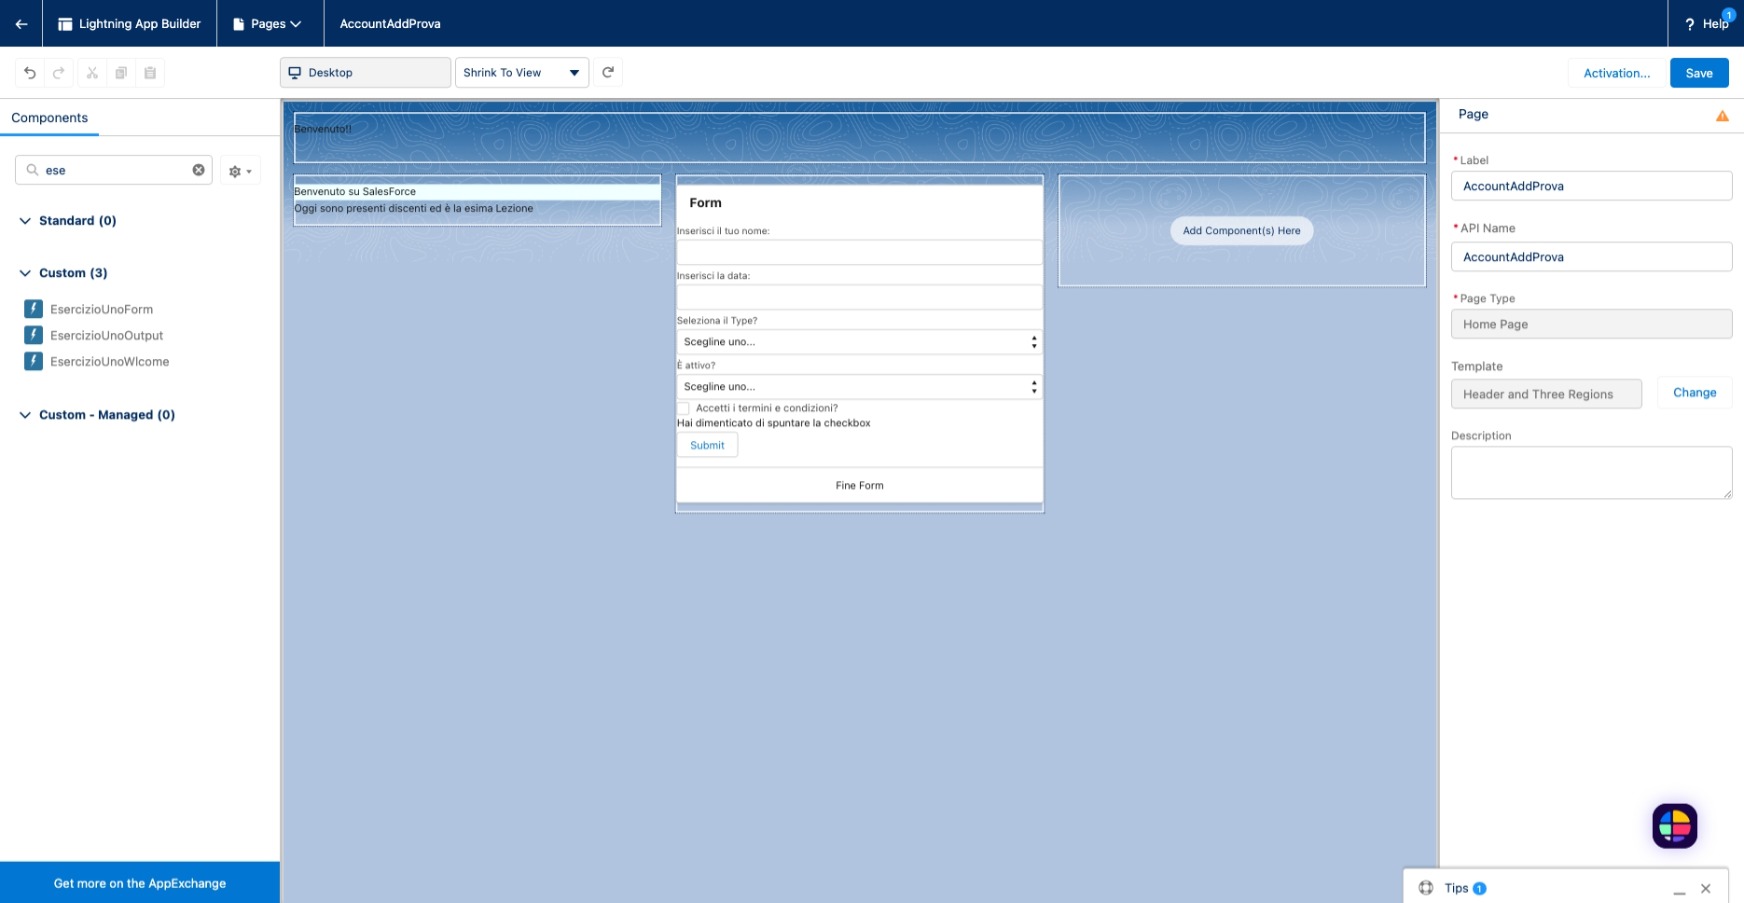 Lightning App Builder
Pages
AccountAddProva
? Help
1
Desktop
Shrink To View
Activation...
Save
Components
ese
Standard (0)
Custom (3)
EsercizioUnoForm
EsercizioUnoOutput
EsercizioUnoWlcome
Custom - Managed (0)
Get more on the AppExchange
Benvenuto!!
Benvenuto su SalesForce
Oggi sono presenti discenti ed è la esima Lezione
Form
Inserisci il tuo nome:
Inserisci la data:
Seleziona il Type?
Scegline uno...
È attivo?
Scegline uno...
Accetti i termini e condizioni?
Hai dimenticato di spuntare la checkbox
Submit
Fine Form
Add Component(s) Here
Page
* Label
AccountAddProva
* API Name
AccountAddProva
* Page Type
Home Page
Template
Header and Three Regions
Change
Description
Tips 1